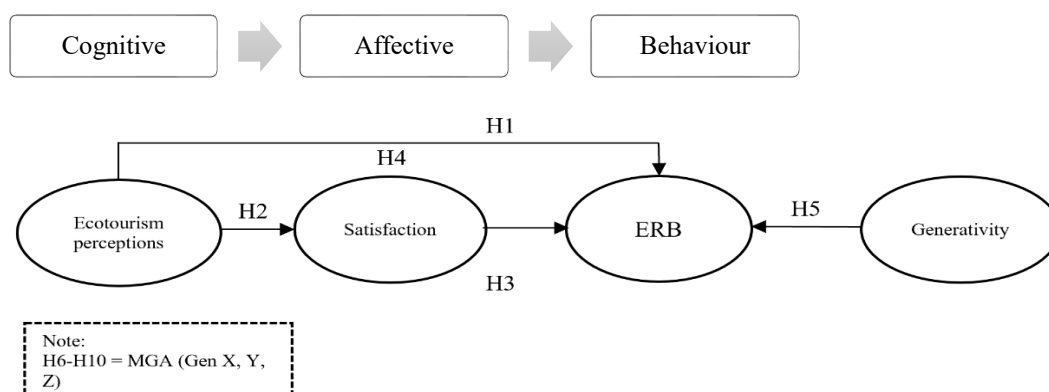 Cognitive
Affective
Behaviour
H1
H4
Ecotourism
perceptions
H2
Satisfaction
ERB
H5
Generativity
H3
Note:
H6-H10 = MGA (Gen X, Y,
Z)